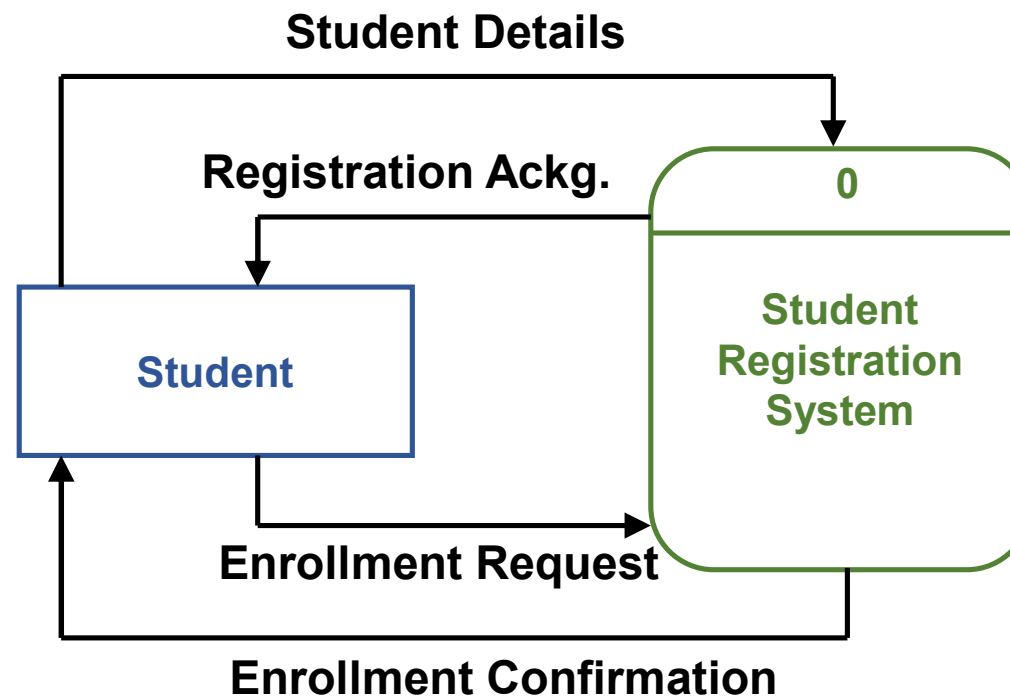 Student Details
Registration Ackg.
0
Student
Registration
System
Student
Enrollment Request
Enrollment Confirmation